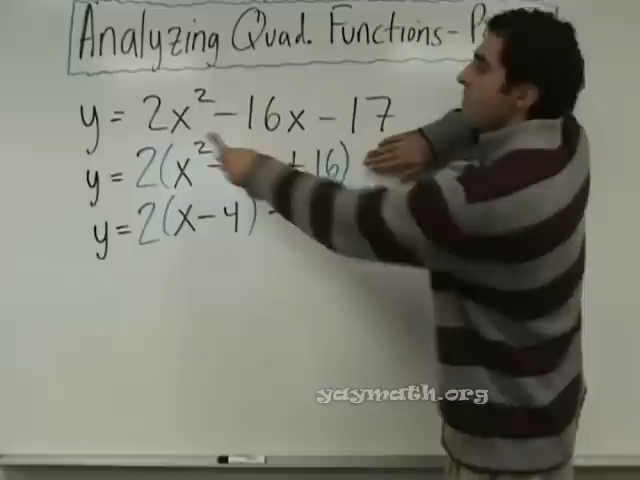 Analyzing Quad. Functions -
y = 2x² - 16x - 17
y = 2(x² - + 16)
y = 2(x - 4) -
yaymath.org